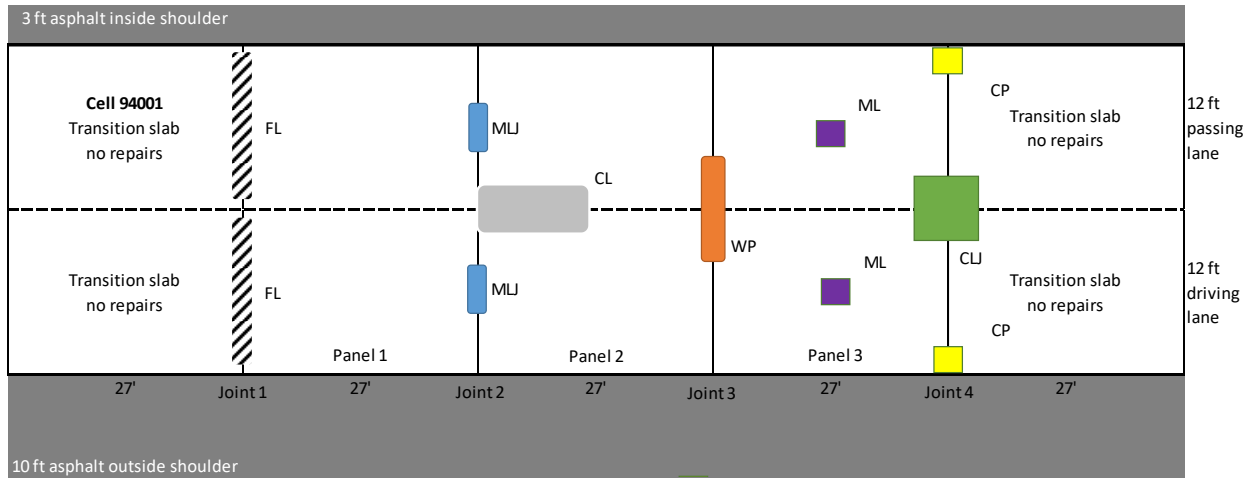 3 ft asphalt inside shoulder
Cell 94001
Transition slab
no repairs
FL
MLJ
CL
ML
CP
Transition slab
no repairs
12 ft
passing
lane
WP
Transition slab
no repairs
FL
MLJ
ML
CLJ
Transition slab
no repairs
12 ft
driving
lane
CP
Panel 1
Panel 2
Panel 3
27'
Joint 1
27'
Joint 2
27'
Joint 3
27'
Joint 4
27'
10 ft asphalt outside shoulder